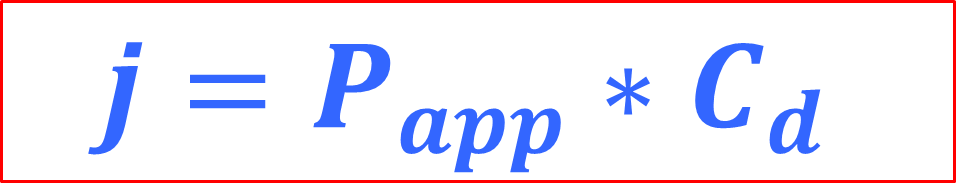 j = P_app * C_d